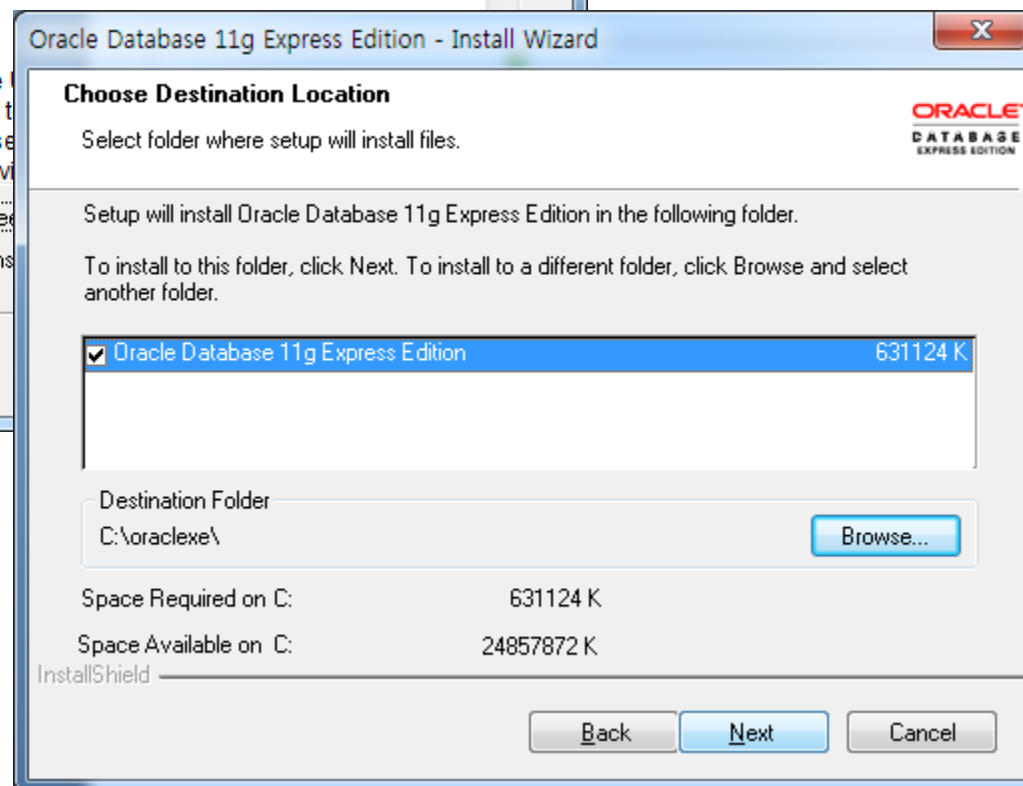 Oracle Database 11g Express Edition - Install Wizard
Choose Destination Location
Select folder where setup will install files.
ORACLE
DATABASE
EXPRESS EDITION
Setup will install Oracle Database 11g Express Edition in the following folder.
To install to this folder, click Next. To install to a different folder, click Browse and select
another folder.
Oracle Database 11g Express Edition 631124 K
Destination Folder
C:\oraclexe\ Browse...
Space Required on C: 631124 K
Space Available on C: 24857872 K
InstallShield
Back Next Cancel